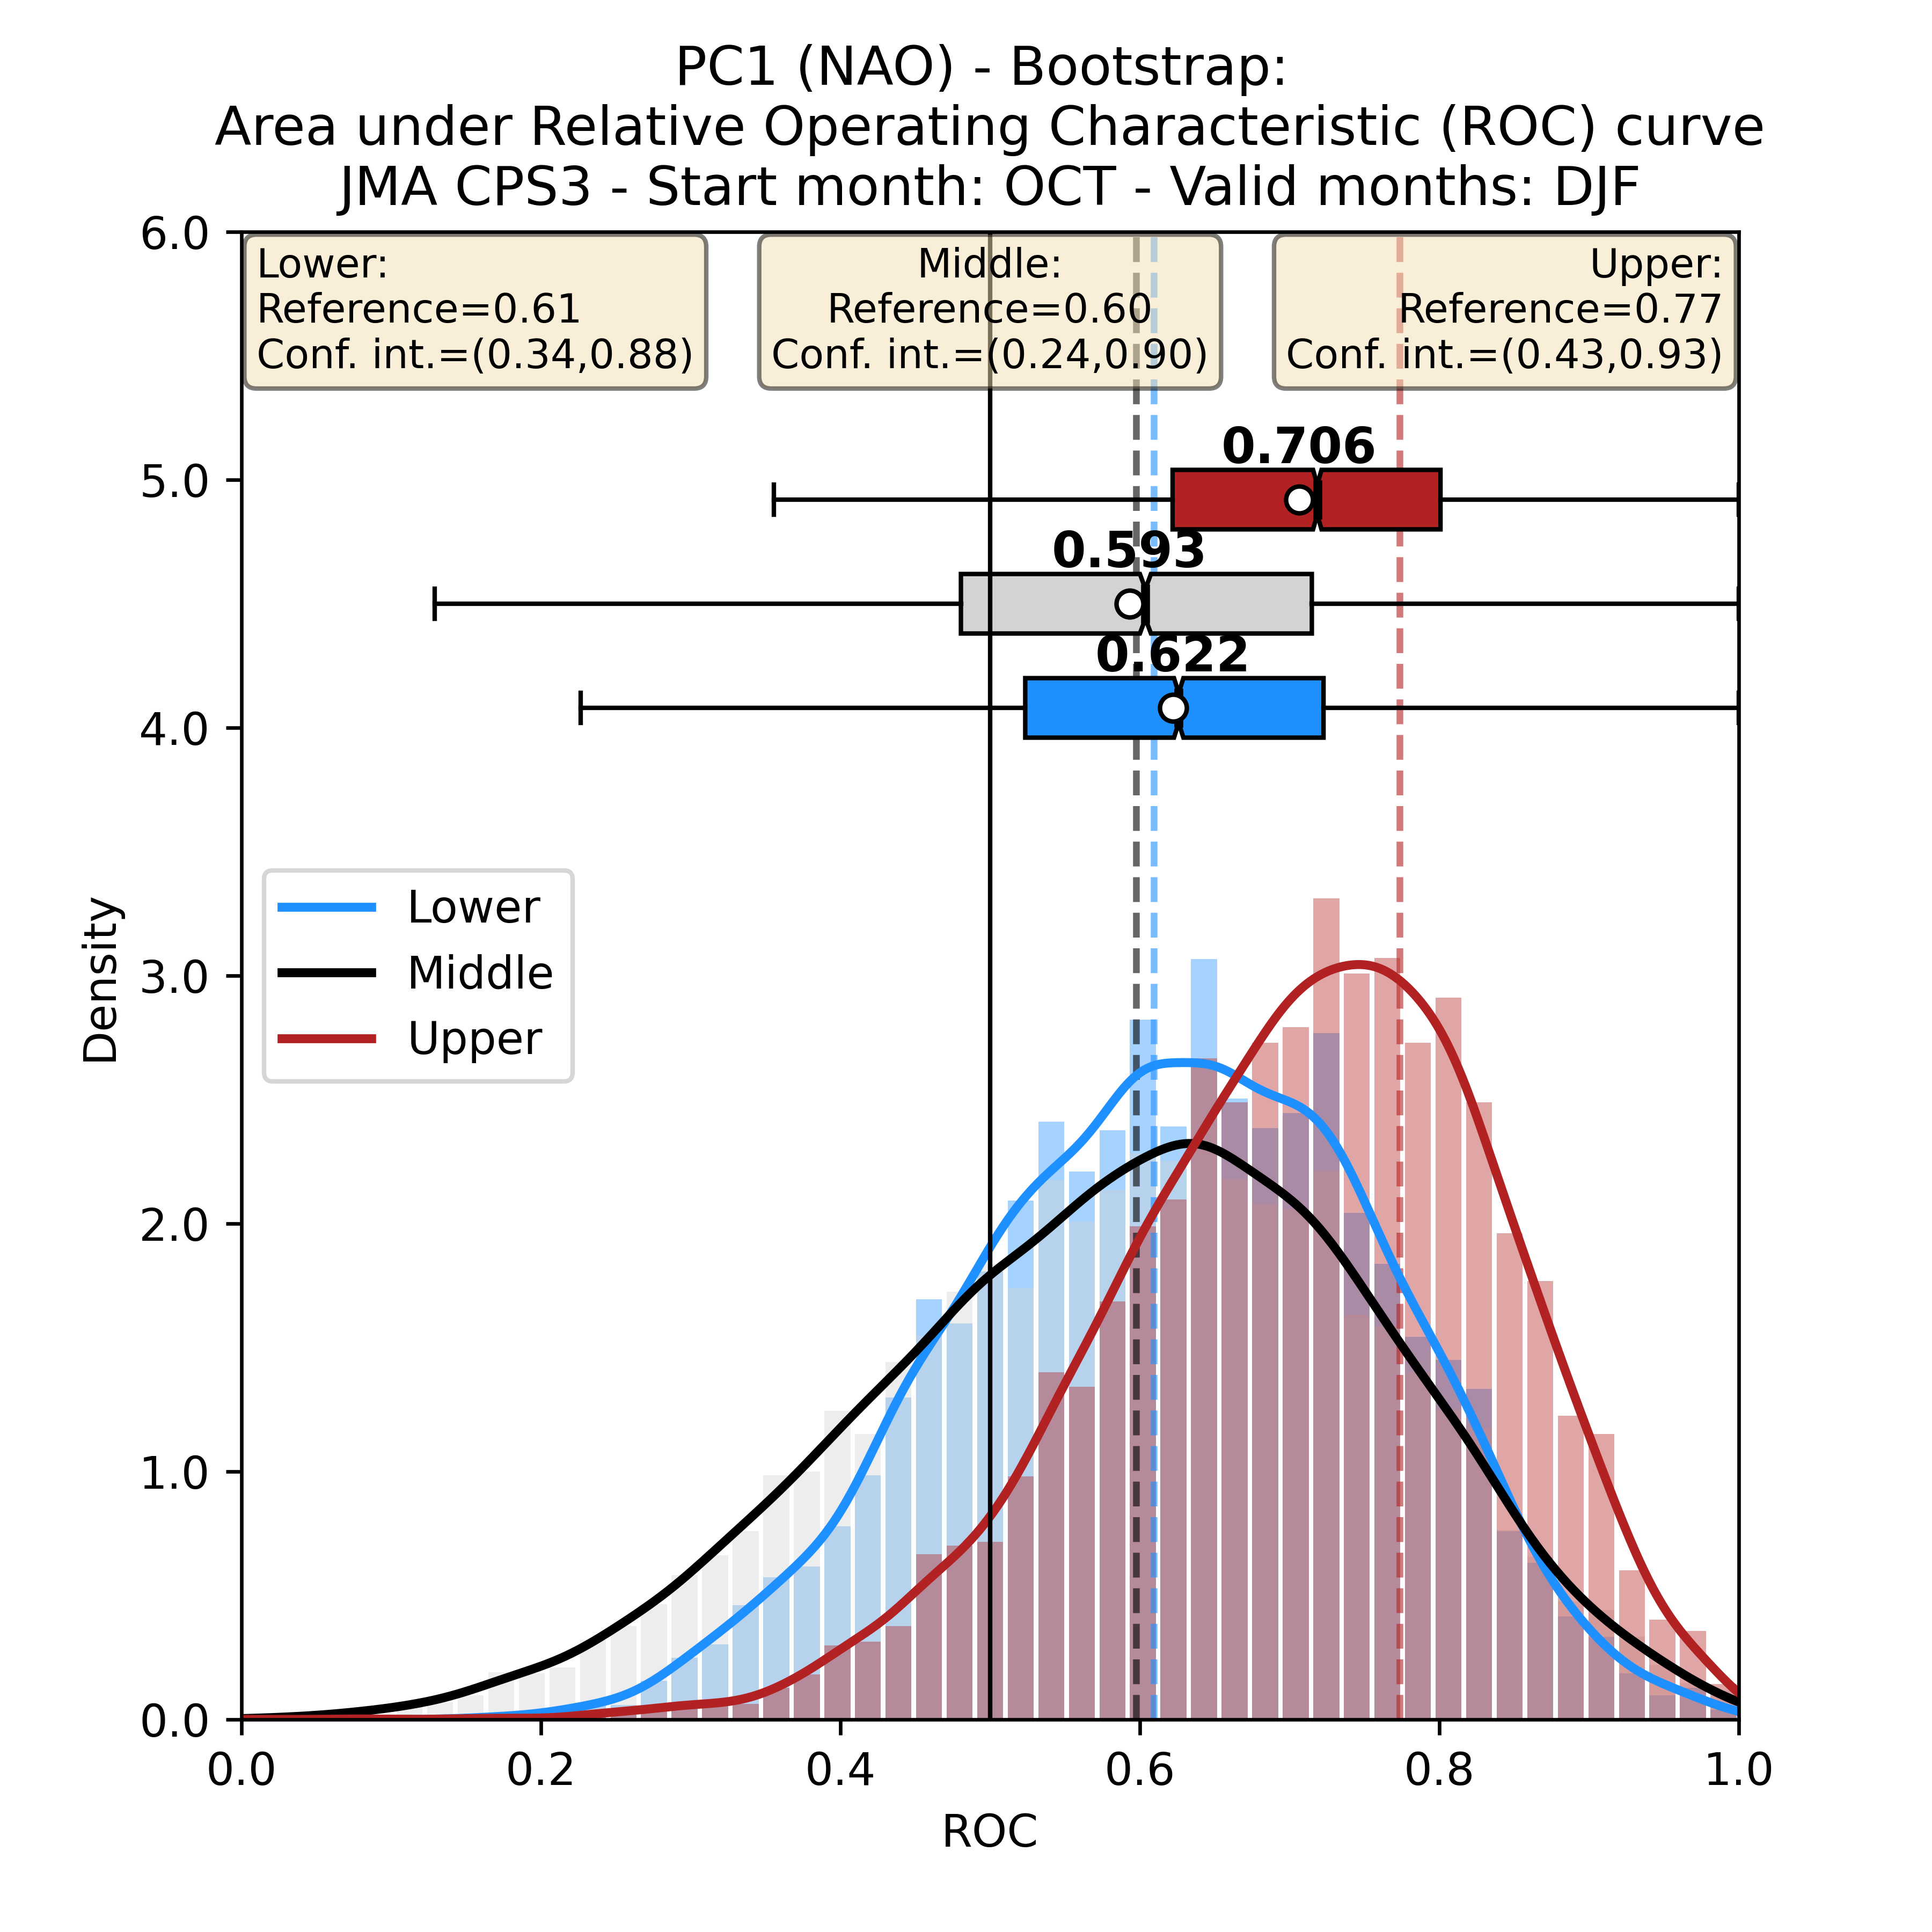 PC1 (NAO) - Bootstrap:
Area under Relative Operating Characteristic (ROC) curve
JMA CPS3 - Start month: OCT - Valid months: DJF
6.0
Lower:
Reference=0.61
Conf. int.=(0.34,0.88)
Middle:
Reference=0.60
Conf. int.=(0.24,0.90)
Upper:
Reference=0.77
Conf. int.=(0.43,0.93)
0.706
5.0
0.593
0.622
4.0
Lower
Middle
Upper
3.0
Density
2.0
1.0
0.0
0.0 0.2 0.4 0.6 0.8 1.0
ROC